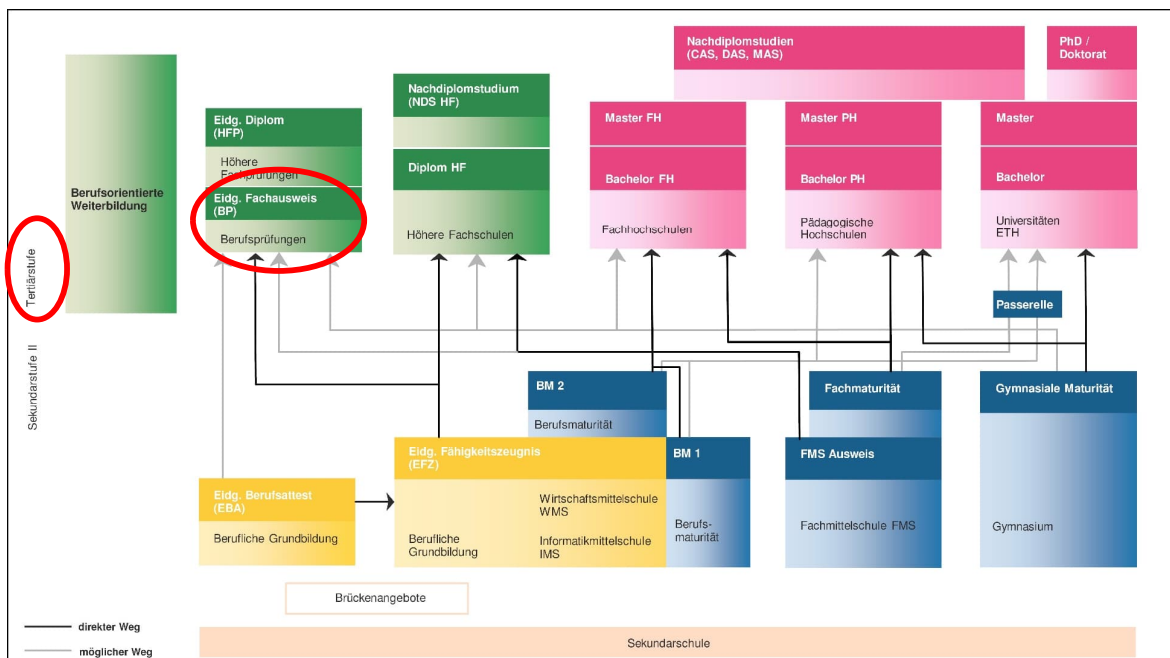 Nachdiplomstudien
(CAS, DAS, MAS)
PhD /
Doktorat
Nachdiplomstudium
(NDS HF)
Eidg. Diplom
(HFP)
Master FH
Master PH
Master
Höhere
Fachprüfungen
Diplom HF
Bachelor FH
Bachelor PH
Bachelor
Berufsorientierte
Weiterbildung
Eidg. Fachausweis
(BP)
Berufsprüfungen
Höhere Fachschulen
Fachhochschulen
Pädagogische
Hochschulen
Universitäten
ETH
Tertiärstufe
Passerelle
Sekundarstufe II
BM 2
Berufsmaturität
Fachmaturität
Gymnasiale Maturität
Eidg. Fähigkeitszeugnis
(EFZ)
BM 1
FMS Ausweis
Eidg. Berufsattest
(EBA)
Wirtschaftsmittelschule
WMS
Berufliche Grundbildung
Berufliche
Grundbildung
Informatikmittelschule
IMS
Berufs-
maturität
Fachmittelschule FMS
Gymnasium
Brückenangebote
direkter Weg
möglicher Weg
Sekundarschule